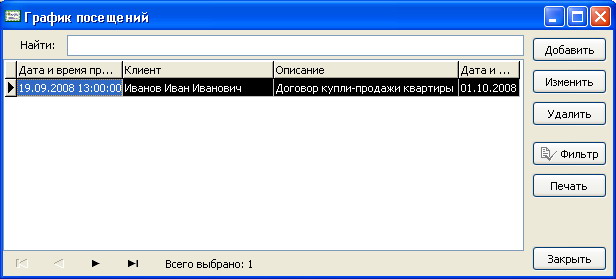 График посещений
Найти:
Добавить
Дата и время пр... Клиент Описание Дата и ...
19.09.2008 13:00:00 Иванов Иван Иванович Договор купли-продажи квартиры 01.10.2008
Изменить
Удалить
Фильтр
Печать
Всего выбрано: 1
Закрыть